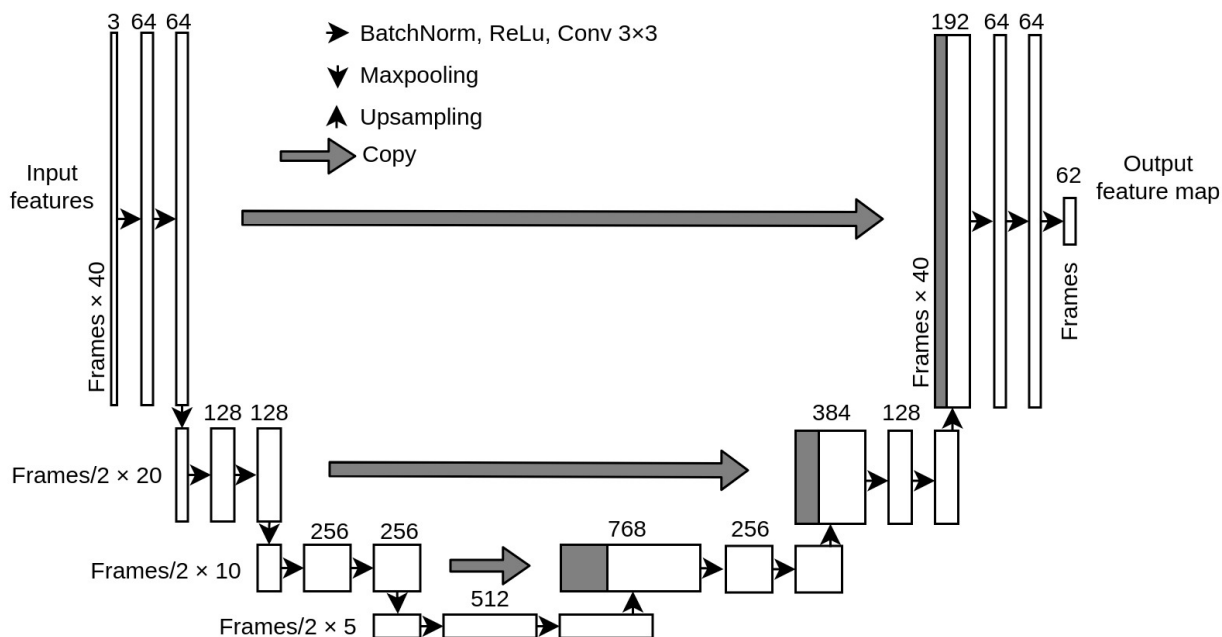 3 64 64
BatchNorm, ReLu, Conv 3×3
Maxpooling
Upsampling
Copy
192 64 64
Input
features
Output
feature map
62
Frames × 40
Frames × 40
Frames
128 128
Frames/2 × 20
384 128
256 256
Frames/2 × 10
768 256
512
Frames/2 × 5